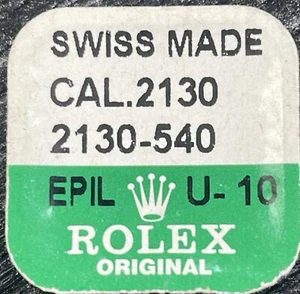 SWISS MADE
CAL.2130
2130-540
EPIL U- 10
ROLEX
ORIGINAL